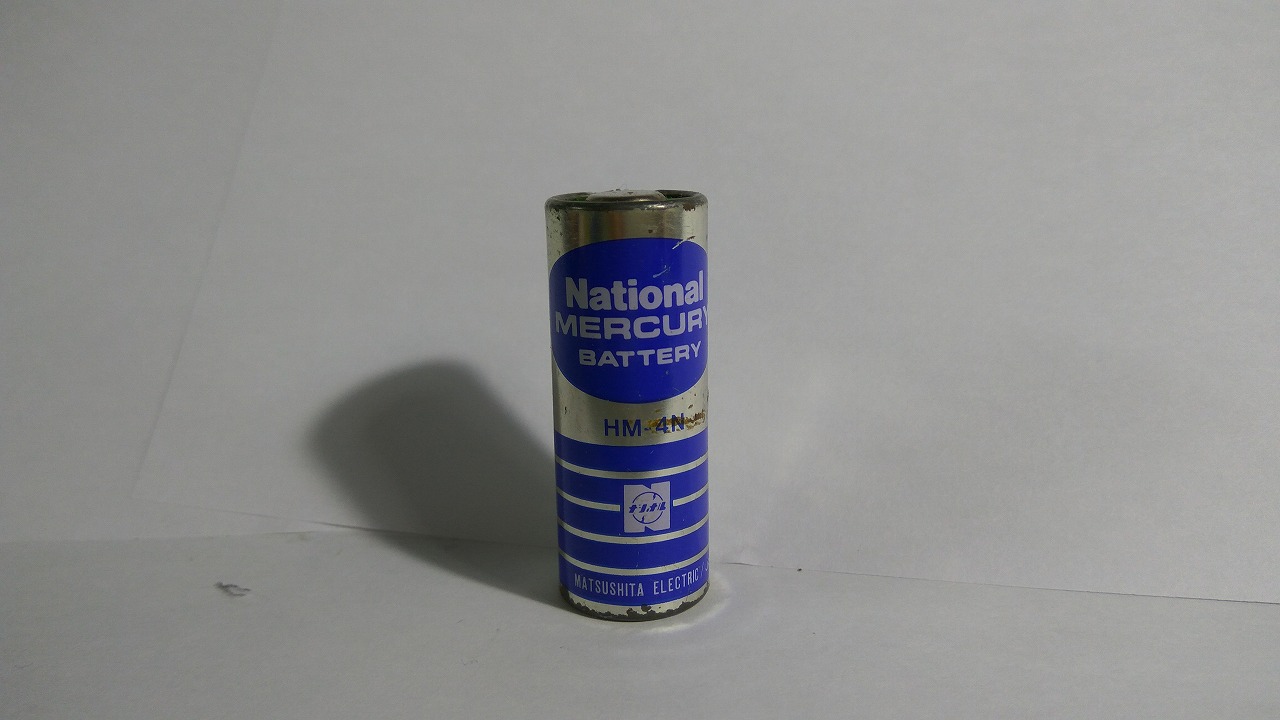 National
MERCURY
BATTERY
HM-4N
ナショナル
MATSUSHITA ELECTRIC